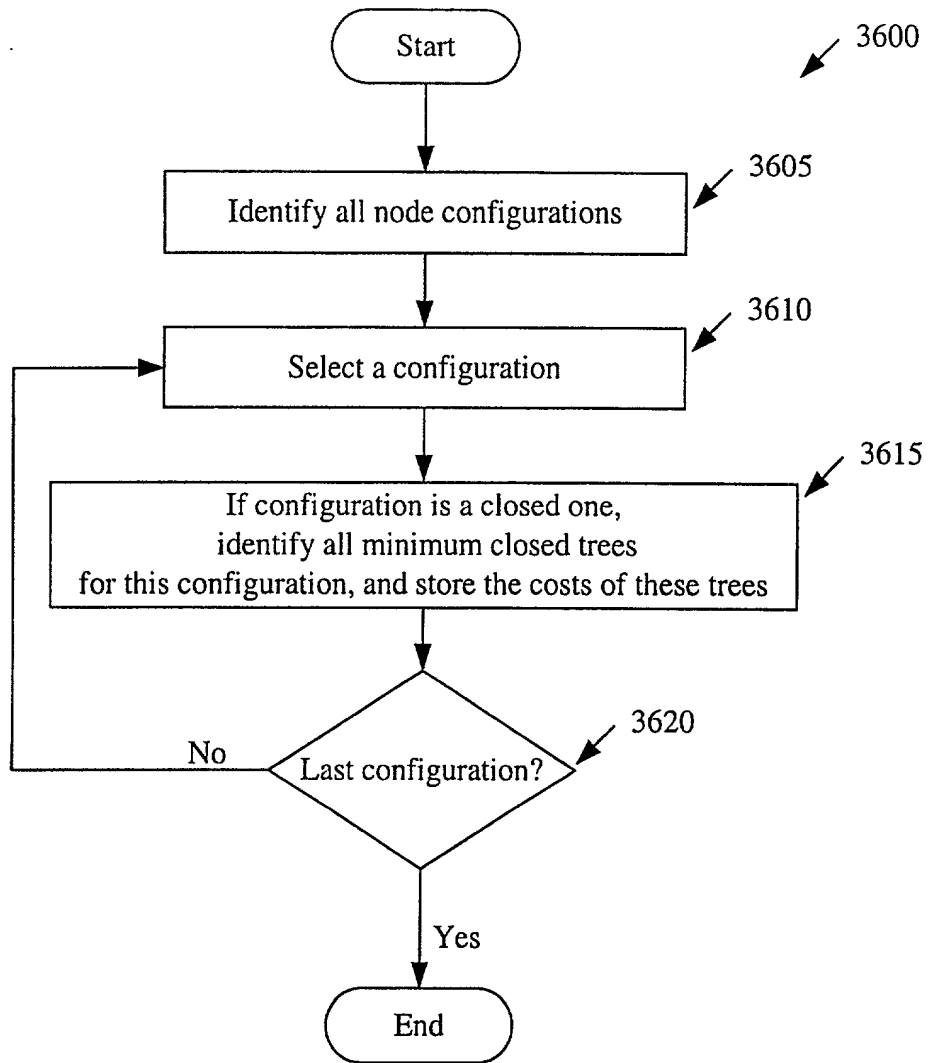 Start
3600
3605
Identify all node configurations
3610
Select a configuration
3615
If configuration is a closed one,
identify all minimum closed trees
for this configuration, and store the costs of these trees
3620
No
Last configuration?
Yes
End